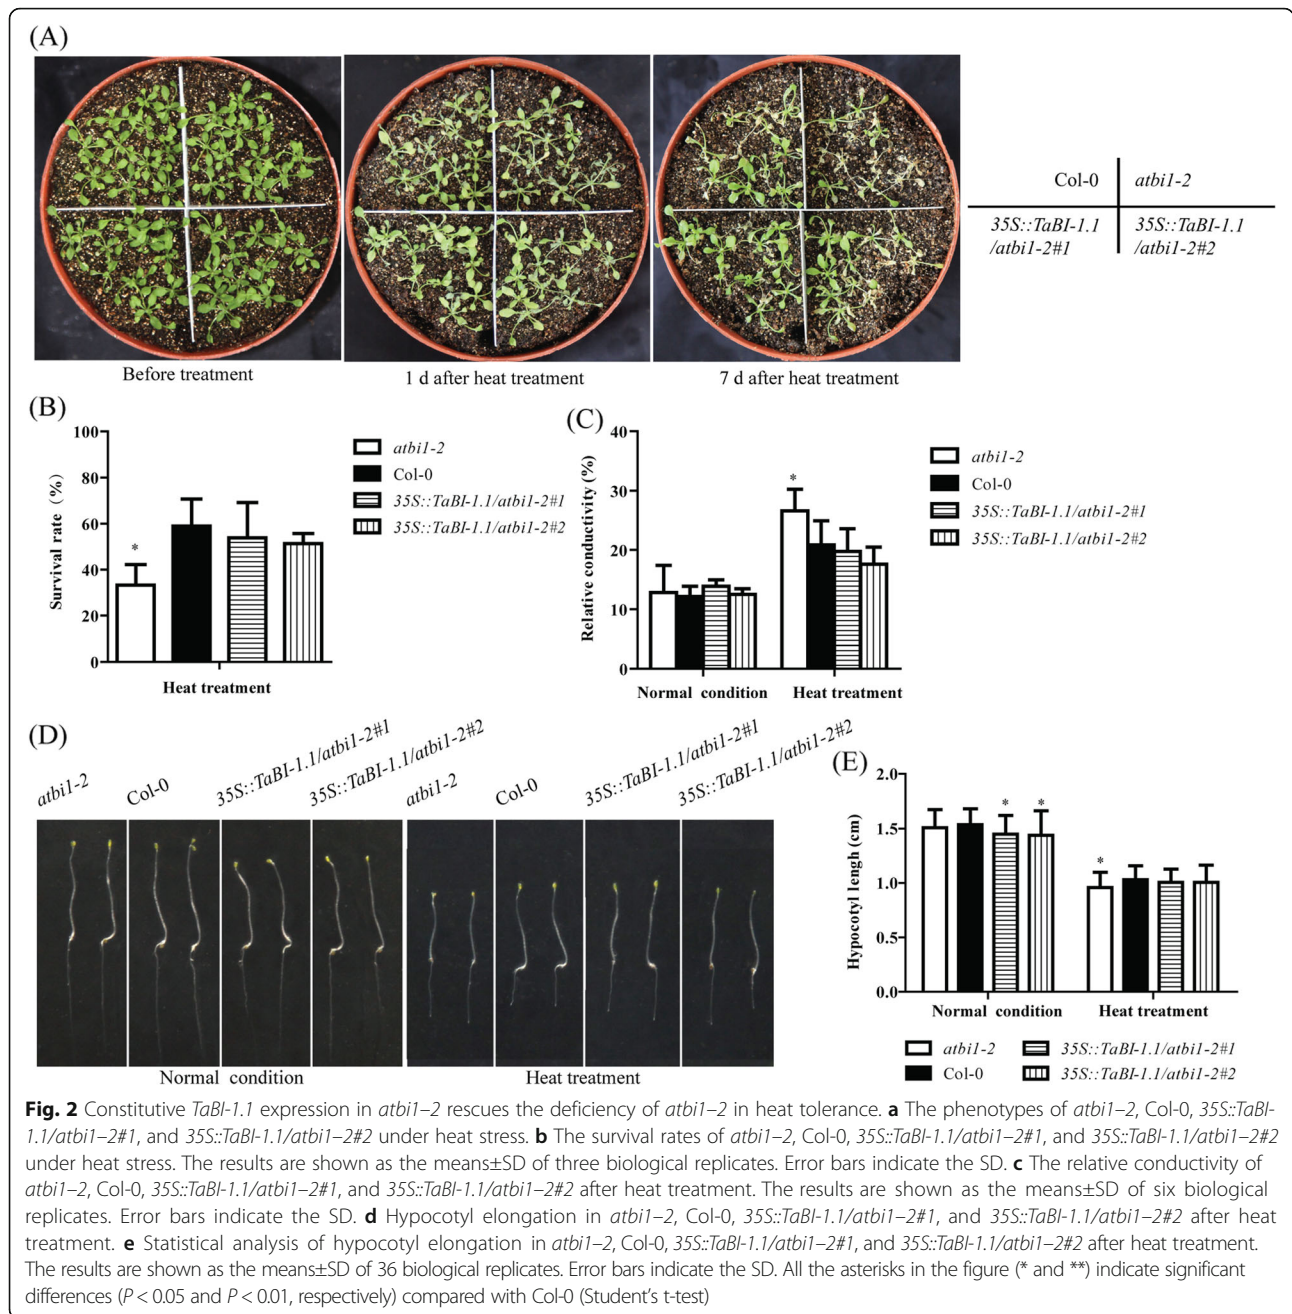 (A)
Col-0
atbi1-2
35S::TaBI-1.1
/atbi1-2#1
35S::TaBI-1.1
/atbi1-2#2
Before treatment
1 d after heat treatment
7 d after heat treatment
(B)
100
80
60
40
20
0
Survival rate (%)
*
Heat treatment
atbi1-2
Col-0
35S::TaBI-1.1/atbi1-2#1
35S::TaBI-1.1/atbi1-2#2
(C)
40
30
20
10
0
Relative conductivity (%)
*
Normal condition
Heat treatment
atbi1-2
Col-0
35S::TaBI-1.1/atbi1-2#1
35S::TaBI-1.1/atbi1-2#2
(D)
atbi1-2
Col-0
35S::TaBI-1.1/atbi1-2#1
35S::TaBI-1.1/atbi1-2#2
atbi1-2
Col-0
35S::TaBI-1.1/atbi1-2#1
35S::TaBI-1.1/atbi1-2#2
Normal condition
Heat treatment
(E)
2.0
1.5
1.0
0.5
0.0
Hypocotyl lengh (cm)
*
*
*
Normal condition
Heat treatment
atbi1-2
35S::TaBI-1.1/atbi1-2#1
Col-0
35S::TaBI-1.1/atbi1-2#2
Fig. 2 Constitutive TaBI-1.1 expression in atbi1–2 rescues the deficiency of atbi1–2 in heat tolerance. a The phenotypes of atbi1–2, Col-0, 35S::TaBI-
1.1/atbi1–2#1, and 35S::TaBI-1.1/atbi1–2#2 under heat stress. b The survival rates of atbi1–2, Col-0, 35S::TaBI-1.1/atbi1–2#1, and 35S::TaBI-1.1/atbi1–2#2
under heat stress. The results are shown as the means±SD of three biological replicates. Error bars indicate the SD. c The relative conductivity of
atbi1–2, Col-0, 35S::TaBI-1.1/atbi1–2#1, and 35S::TaBI-1.1/atbi1–2#2 after heat treatment. The results are shown as the means±SD of six biological
replicates. Error bars indicate the SD. d Hypocotyl elongation in atbi1–2, Col-0, 35S::TaBI-1.1/atbi1–2#1, and 35S::TaBI-1.1/atbi1–2#2 after heat
treatment. e Statistical analysis of hypocotyl elongation in atbi1–2, Col-0, 35S::TaBI-1.1/atbi1–2#1, and 35S::TaBI-1.1/atbi1–2#2 after heat treatment.
The results are shown as the means±SD of 36 biological replicates. Error bars indicate the SD. All the asterisks in the figure (* and **) indicate significant
differences (P < 0.05 and P < 0.01, respectively) compared with Col-0 (Student's t-test)